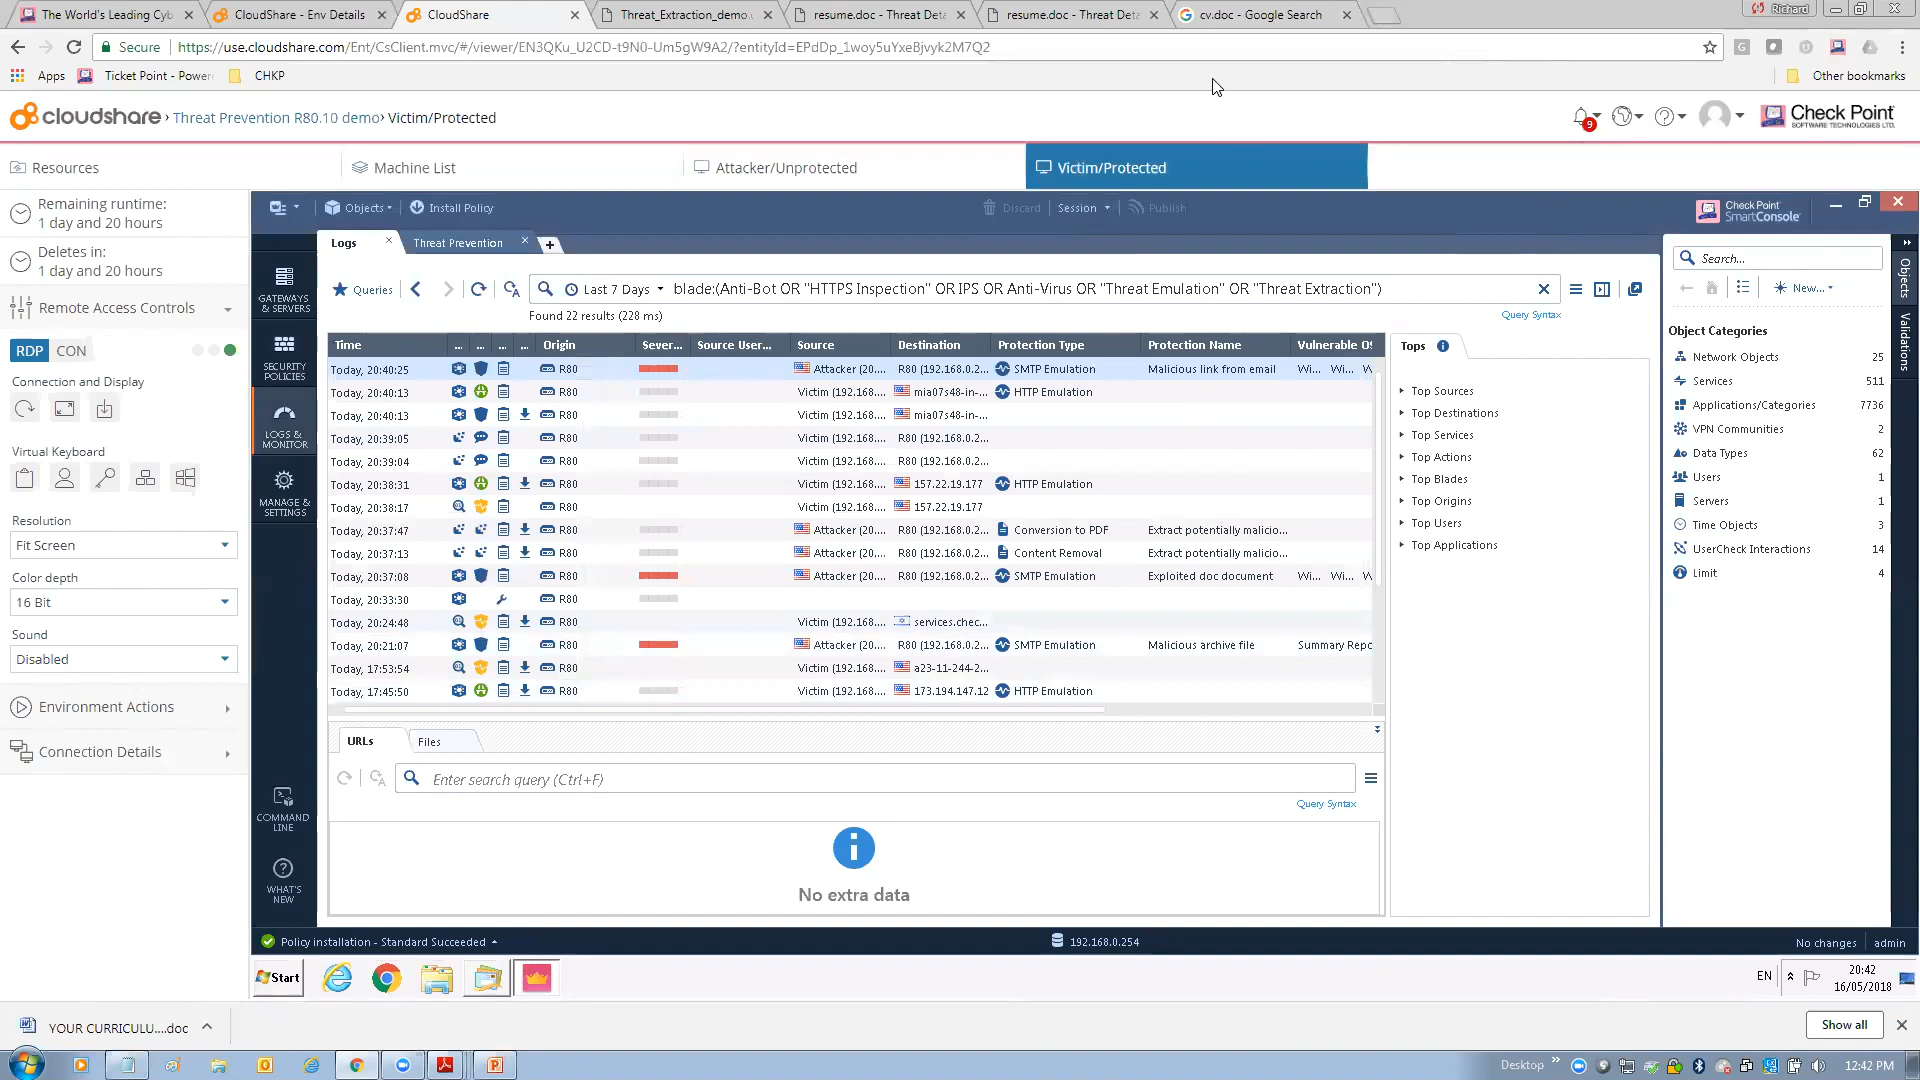 The World's Leading Cyb
CloudShare - Env Details
CloudShare
Threat_Extraction_demo.
resume.doc - Threat Deta
resume.doc - Threat Deta
cv.doc - Google Search
Richard
Secure
https://use.cloudshare.com/Ent/CsClient.mvc/#/viewer/EN3QKu_U2CD-t9N0-Um5gW9A2/?entityId=EPdDp_1woy5uYxeBjvyk2M7Q2
Apps
Ticket Point - Power
CHKP
Other bookmarks
cloudshare › Threat Prevention R80.10 demo› Victim/Protected
9
Check Point
SOFTWARE TECHNOLOGIES LTD.
Resources
Machine List
Attacker/Unprotected
Victim/Protected
Remaining runtime:
1 day and 20 hours
Deletes in:
1 day and 20 hours
Remote Access Controls
RDP CON
Connection and Display
Virtual Keyboard
Resolution
Fit Screen
Color depth
16 Bit
Sound
Disabled
Environment Actions
Connection Details
Objects
Install Policy
Discard
Session
Publish
Check Point
SmartConsole
GATEWAYS
& SERVERS
SECURITY
POLICIES
LOGS &
MONITOR
MANAGE &
SETTINGS
COMMAND
LINE
WHAT'S
NEW
Logs
Threat Prevention
Queries
Last 7 Days
blade:(Anti-Bot OR "HTTPS Inspection" OR IPS OR Anti-Virus OR "Threat Emulation" OR "Threat Extraction")
Found 22 results (228 ms)
Query Syntax
Time ... ... ... ... Origin Sever... Source User... Source Destination Protection Type Protection Name Vulnerable OS
Today, 20:40:25 R80 Attacker (20.... R80 (192.168.0.2... SMTP Emulation Malicious link from email Wi... Wi... W
Today, 20:40:13 R80 Victim (192.168.... mia07s48-in-... HTTP Emulation
Today, 20:40:13 R80 Victim (192.168.... mia07s48-in-...
Today, 20:39:05 R80 Victim (192.168.... R80 (192.168.0.2...
Today, 20:39:04 R80 Victim (192.168.... R80 (192.168.0.2...
Today, 20:38:31 R80 Victim (192.168.... 157.22.19.177 HTTP Emulation
Today, 20:38:17 R80 Victim (192.168.... 157.22.19.177
Today, 20:37:47 R80 Attacker (20.... R80 (192.168.0.2... Conversion to PDF Extract potentially malicio...
Today, 20:37:13 R80 Attacker (20.... R80 (192.168.0.2... Content Removal Extract potentially malicio...
Today, 20:37:08 R80 Attacker (20.... R80 (192.168.0.2... SMTP Emulation Exploited doc document Wi... Wi... W
Today, 20:33:30 R80
Today, 20:24:48 R80 Victim (192.168.... services.chec...
Today, 20:21:07 R80 Attacker (20.... R80 (192.168.0.2... SMTP Emulation Malicious archive file Summary Repo
Today, 17:53:54 R80 Victim (192.168.... a23-11-244-2...
Today, 17:45:50 R80 Victim (192.168.... 173.194.147.12 HTTP Emulation
URLs
Files
Enter search query (Ctrl+F)
Query Syntax
No extra data
Tops
Top Sources
Top Destinations
Top Services
Top Actions
Top Blades
Top Origins
Top Users
Top Applications
Search...
New...
Object Categories
Network Objects 25
Services 511
Applications/Categories 7736
VPN Communities 2
Data Types 62
Users 1
Servers 1
Time Objects 3
UserCheck Interactions 14
Limit 4
Objects
Validations
Policy installation - Standard Succeeded
192.168.0.254
No changes
admin
Start
EN
20:42
16/05/2018
YOUR CURRICULU....doc
Show all
Desktop
12:42 PM